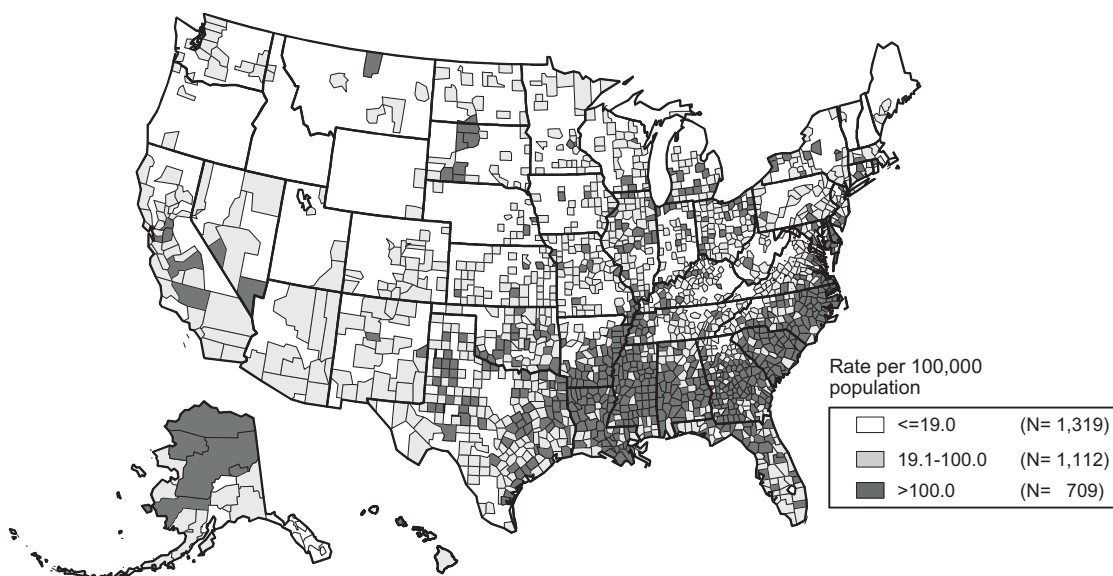 Rate per 100,000
population
<=19.0 (N= 1,319)
19.1-100.0 (N= 1,112)
>100.0 (N= 709)